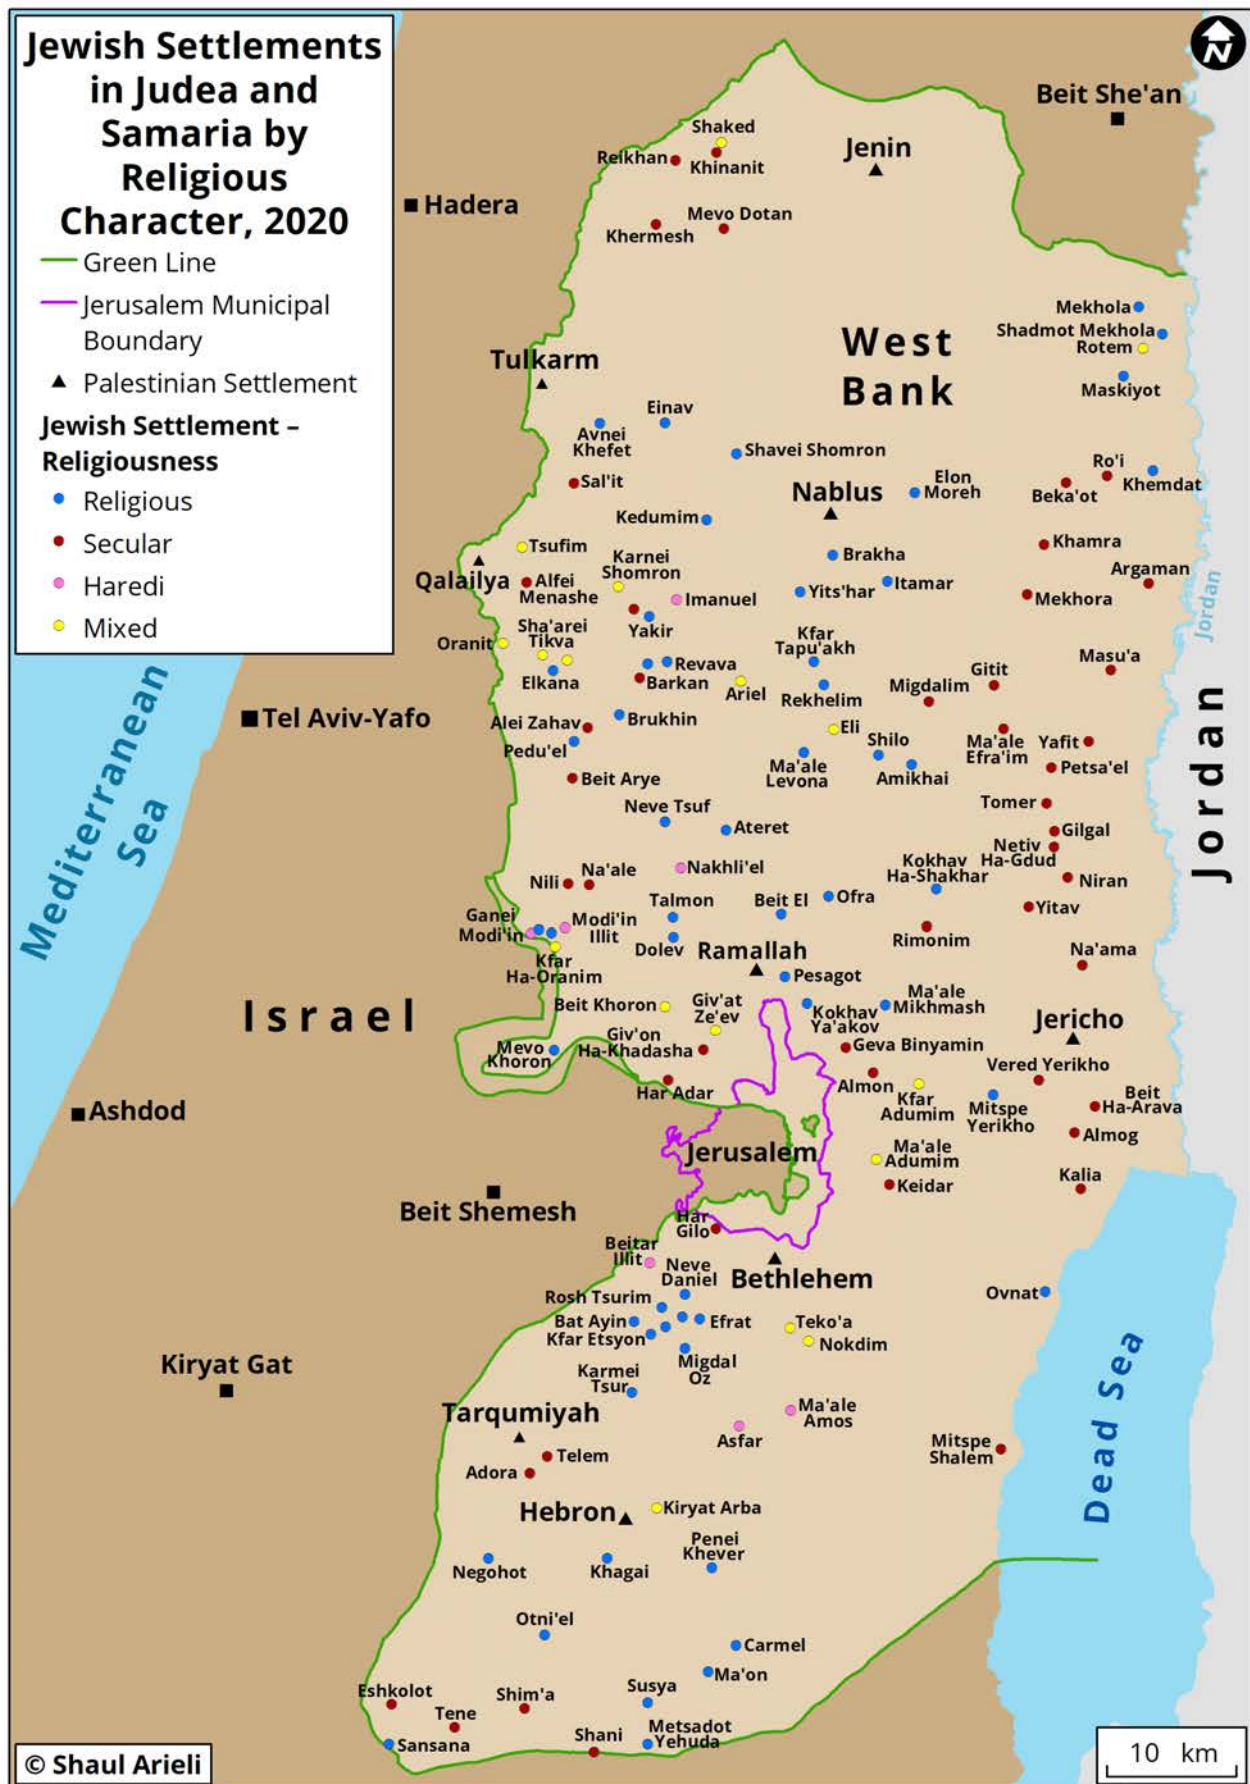 Jewish Settlements
in Judea and
Samaria by
Religious
Character, 2020
Green Line
Jerusalem Municipal
Boundary
Palestinian Settlement
Jewish Settlement –
Religiousness
Religious
Secular
Haredi
Mixed
N
Beit She'an
Shaked
Reikhan
Khinanit
Jenin
Hadera
Mevo Dotan
Khermesh
Mekhola
Shadmot Mekhola
Rotem
Maskiyot
West
Bank
Tulkarm
Einav
Avnei
Khefet
Shavei Shomron
Sal'it
Elon
Moreh
Ro'i
Beka'ot
Khemdat
Nablus
Kedumim
Tsufim
Karnei
Shomron
Brakha
Khamra
Qalailya
Alfei
Menashe
Imanuel
Yits'har
Itamar
Argaman
Mekhora
Yakir
Sha'arei
Tikva
Oranit
Elkana
Revava
Barkan
Kfar
Tapu'akh
Ariel
Rekhelim
Migdalim
Gitit
Masu'a
Jordan
Jordan
Tel Aviv-Yafo
Alei Zahav
Brukhin
Pedu'el
Eli
Shilo
Ma'ale
Levona
Amikhai
Ma'ale
Efra'im
Yafit
Petsa'el
Beit Arye
Neve Tsuf
Ateret
Tomer
Gilgal
Netiv
Ha-Gdud
Mediterranean
Sea
Nili
Na'ale
Nakhli'el
Kokhav
Ha-Shakhar
Niran
Talmon
Beit El
Ofra
Yitav
Ganei
Modi'in
Modi'in
Illit
Dolev
Rimonim
Kfar
Ha-Oranim
Ramallah
Pesagot
Na'ama
Israel
Beit Khoron
Giv'at
Ze'ev
Kokhav
Ya'akov
Ma'ale
Mikhmash
Jericho
Giv'on
Ha-Khadasha
Mevo
Khoron
Geva Binyamin
Vered Yerikho
Har Adar
Almon
Kfar
Adumim
Mitspe
Yerikho
Beit
Ha-Arava
Ashdod
Almog
Jerusalem
Ma'ale
Adumim
Keidar
Kalia
Beit Shemesh
Har
Gilo
Beitar
Illit
Neve
Daniel
Bethlehem
Ovnat
Rosh Tsurim
Bat Ayin
Efrat
Kfar Etsyon
Teko'a
Nokdim
Migdal
Oz
Kiryat Gat
Karmei
Tsur
Dead Sea
Tarqumiyah
Ma'ale
Amos
Asfar
Mitspe
Shalem
Telem
Adora
Hebron
Kiryat Arba
Penei
Khever
Negohot
Khagai
Otni'el
Carmel
Ma'on
Eshkolot
Shim'a
Susya
Tene
Shani
Metsadot
Yehuda
Sansana
© Shaul Arieli
10 km